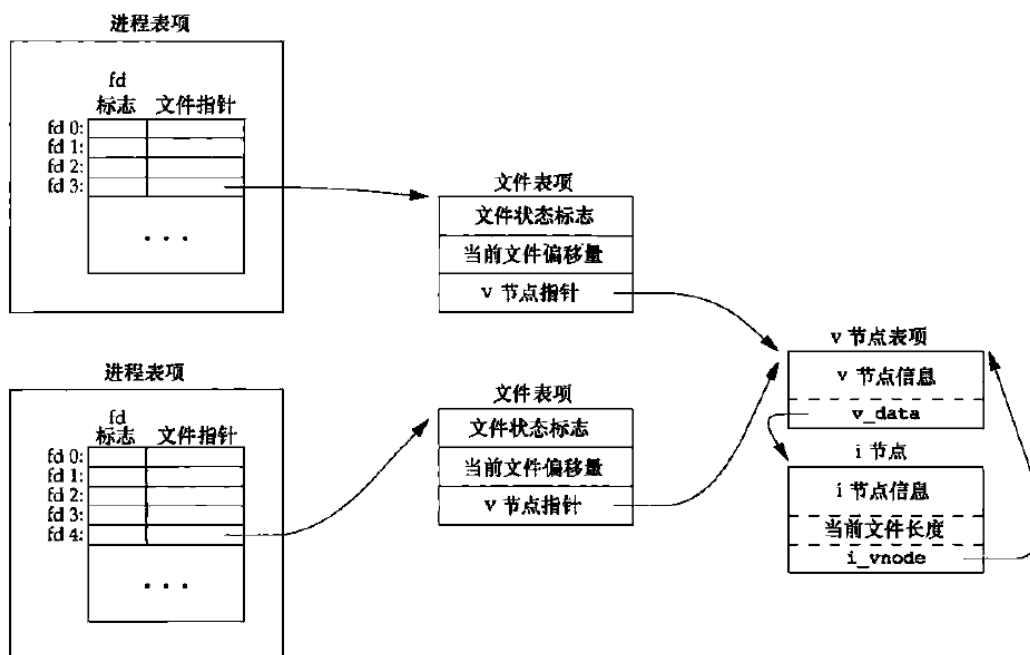 进程表项
fd
标志 文件指针
fd 0:
fd 1:
fd 2:
fd 3:
...
文件表项
文件状态标志
当前文件偏移量
v 节点指针
进程表项
fd
标志 文件指针
fd 0:
fd 1:
fd 2:
fd 3:
fd 4:
...
文件表项
文件状态标志
当前文件偏移量
v 节点指针
v 节点表项
v 节点信息
v_data
i 节点
i 节点信息
当前文件长度
i_vnode